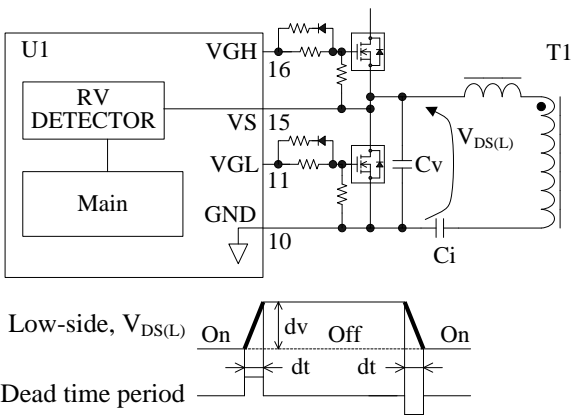 U1
VGH
16
T1
RV
DETECTOR
VS
15
V_DS(L)
VGL
11
Cv
Main
GND
10
Ci
Low-side, V_DS(L)
On
dv
Off
On
dt
dt
Dead time period